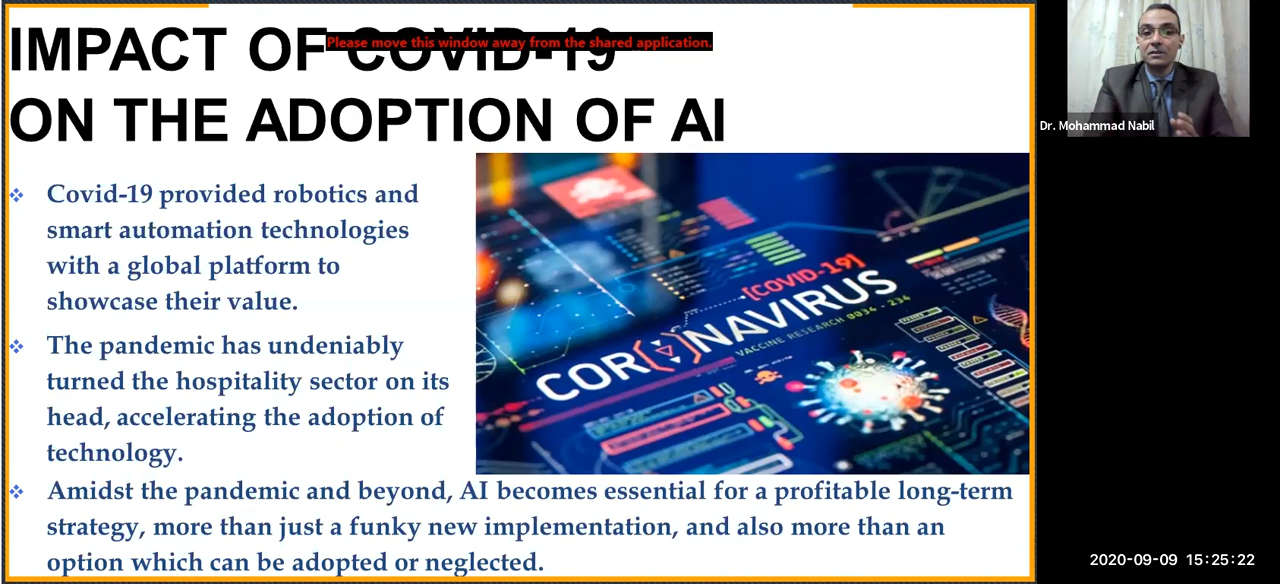 IMPACT OF COVID-19
Please move this window away from the shared application.
ON THE ADOPTION OF AI
Covid-19 provided robotics and
smart automation technologies
with a global platform to
showcase their value.
The pandemic has undeniably
turned the hospitality sector on its
head, accelerating the adoption of
technology.
Amidst the pandemic and beyond, AI becomes essential for a profitable long-term
strategy, more than just a funky new implementation, and also more than an
option which can be adopted or neglected.
[COVID-19]
CORONAVIRUS
VACCINE RESEARCH 0034 - 234
Dr. Mohammad Nabil
2020-09-09 15:25:22